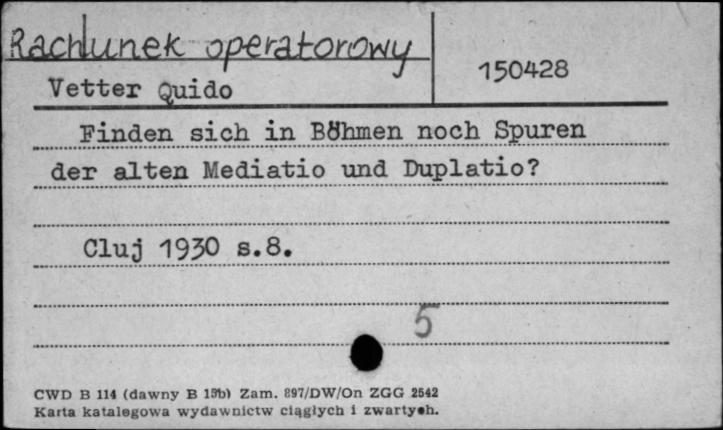 Rachunek operatorowy
150428
Vetter Quido
Finden sich in Böhmen noch Spuren
der alten Mediatio und Duplatio?
Cluj 1930 s.8.
5
CWD B 114 (dawny B 15b) Zam. 897/DW/On ZGG 2542
Karta katalogowa wydawnictw ciągłych i zwartych.